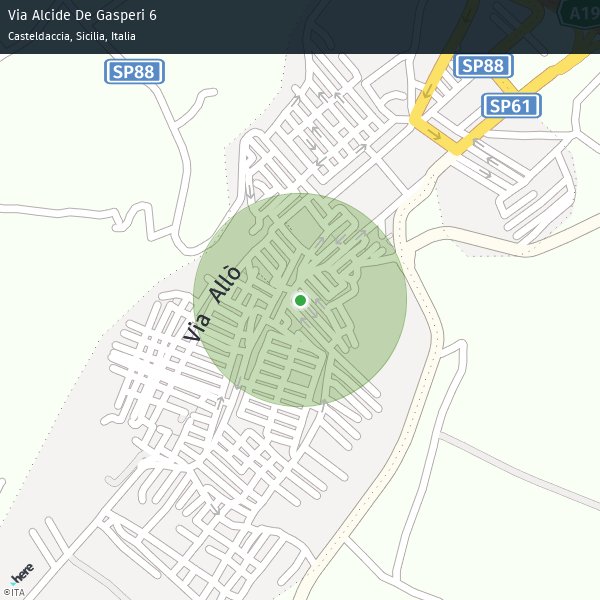 Via Alcide De Gasperi 6
Casteldaccia, Sicilia, Italia
A19
SP88
SP88
SP61
Via Allò
here
©ITA